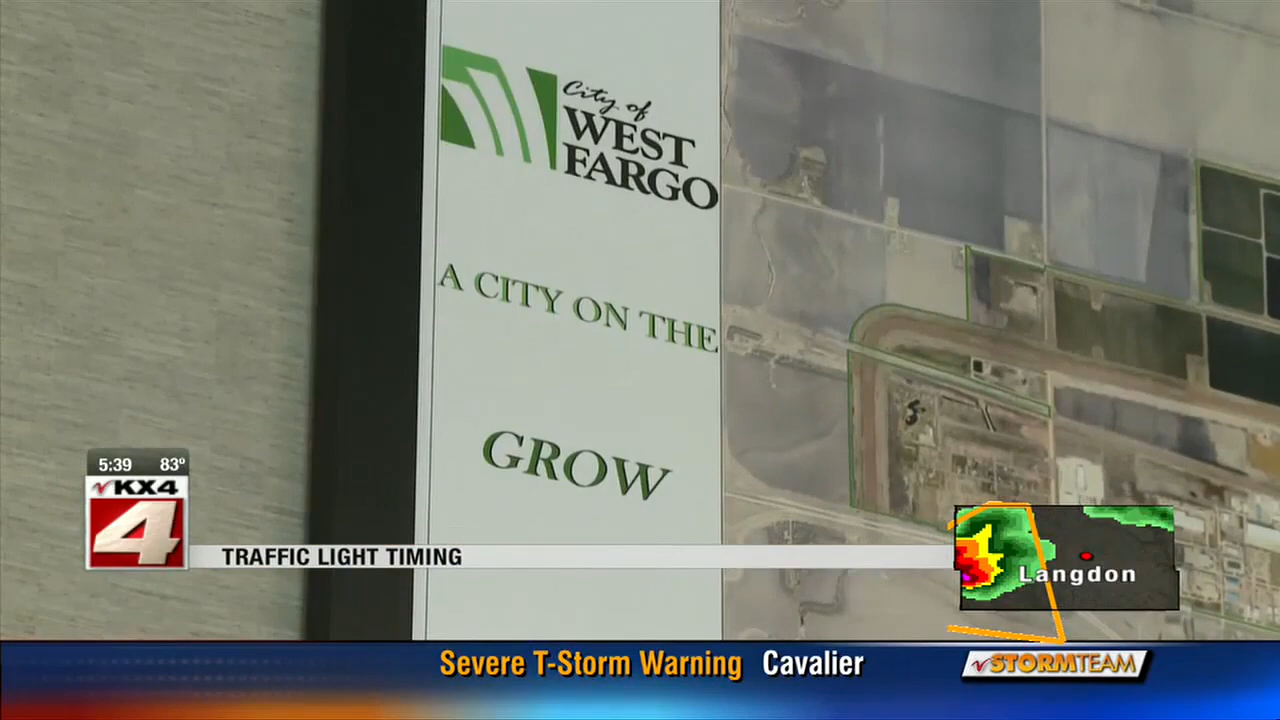 City of
WEST
FARGO
A CITY ON THE
GROW
5:39 83º
KX4
4
TRAFFIC LIGHT TIMING
Langdon
Severe T-Storm Warning Cavalier
STORMTEAM